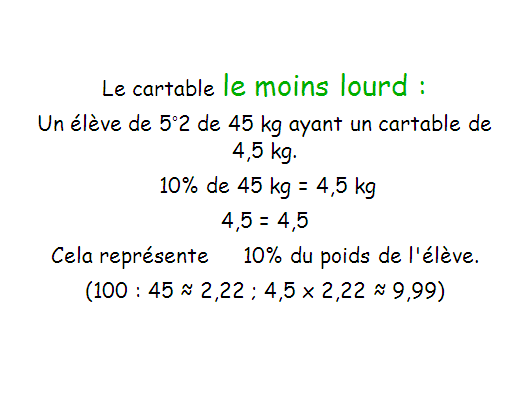 Le cartable le moins lourd :
Un élève de 5°2 de 45 kg ayant un cartable de
4,5 kg.
10% de 45 kg = 4,5 kg
4,5 = 4,5
Cela représente 10% du poids de l'élève.
(100 : 45 ≈ 2,22 ; 4,5 x 2,22 ≈ 9,99)